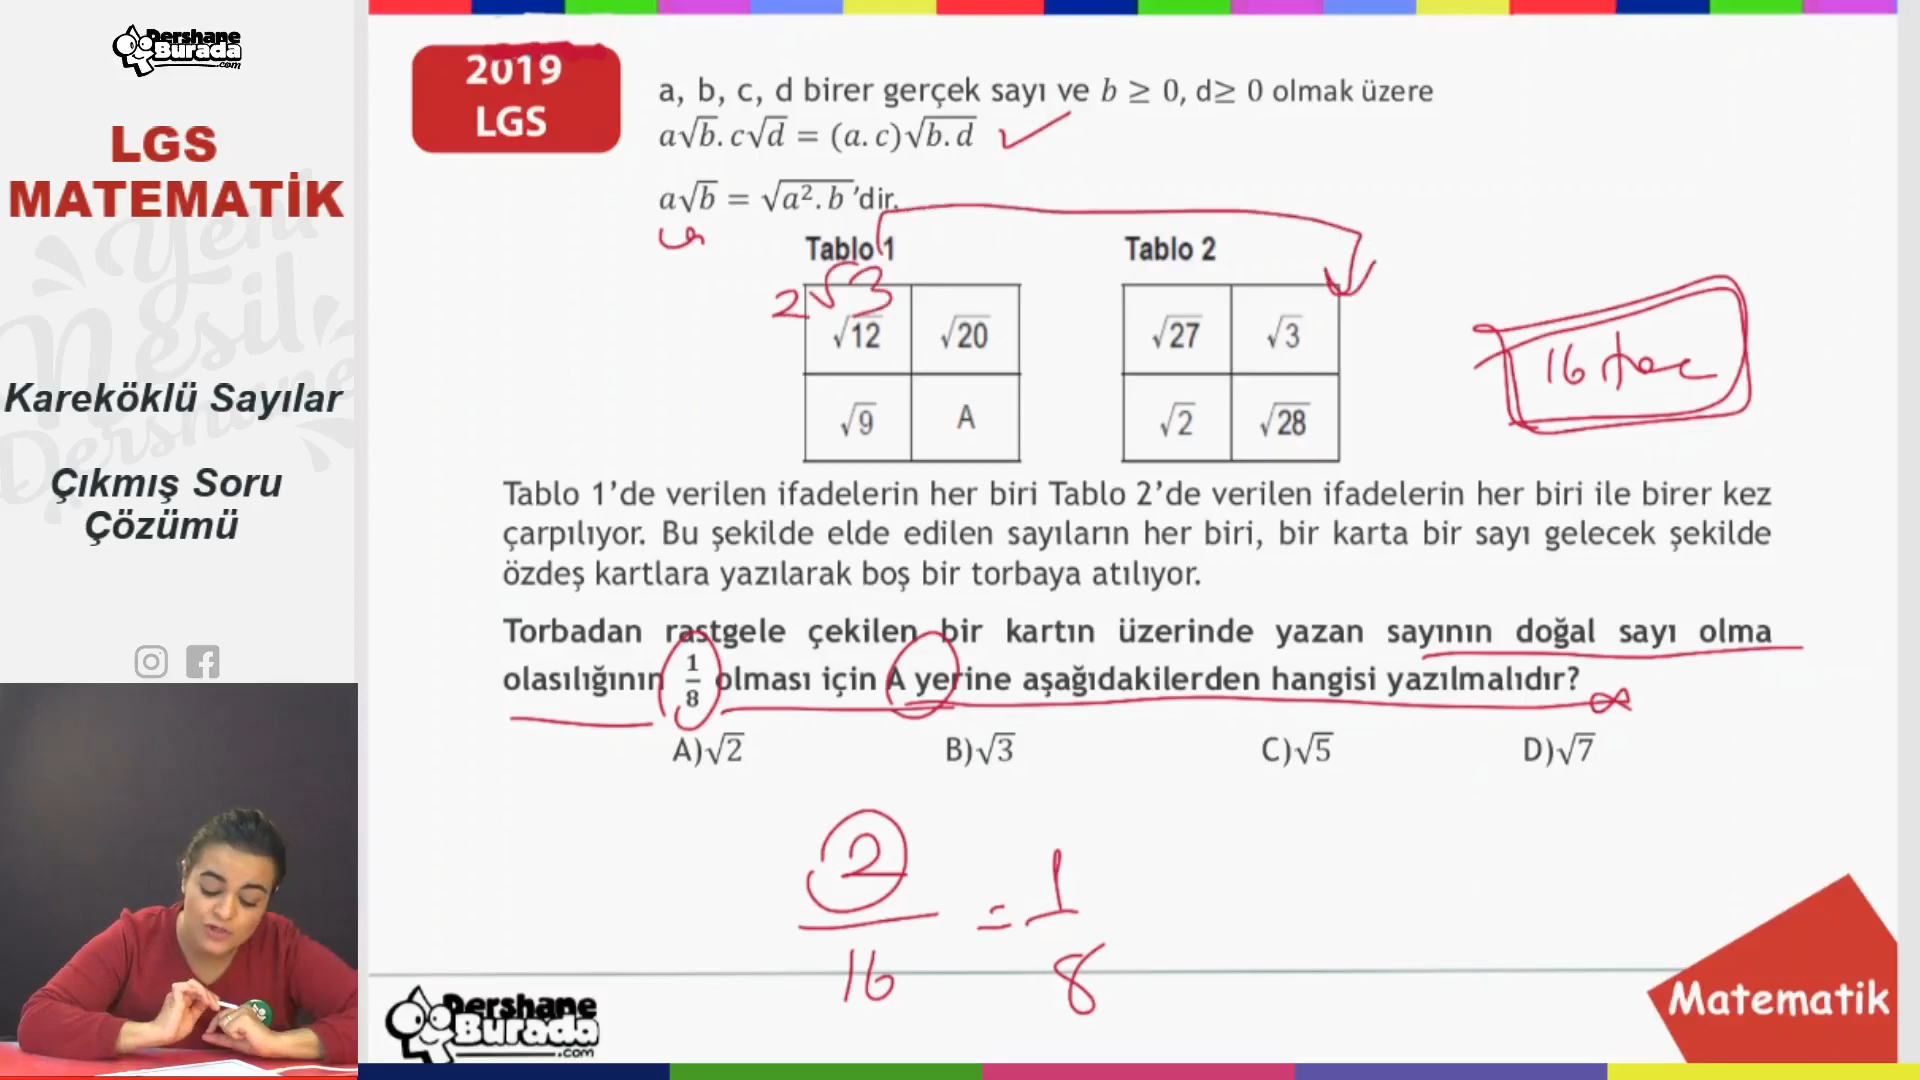 Dershane
Burada
.com
LGS
MATEMATİK
Yeni
Nesil
Dershane
Kareköklü Sayılar
Çıkmış Soru
Çözümü
2019
LGS
a, b, c, d birer gerçek sayı ve b ≥ 0, d≥ 0 olmak üzere
a√b. c√d = (a. c)√b. d
a√b = √a². b 'dir.
Tablo 1
Tablo 2
2√3
√12 √20
√9 A
√27 √3
√2 √28
16
Tablo 1'de verilen ifadelerin her biri Tablo 2'de verilen ifadelerin her biri ile birer kez
çarpılıyor. Bu şekilde elde edilen sayıların her biri, bir karta bir sayı gelecek şekilde
özdeş kartlara yazılarak boş bir torbaya atılıyor.
Torbadan rastgele çekilen bir kartın üzerinde yazan sayının doğal sayı olma
olasılığının 1/8 olması için A yerine aşağıdakilerden hangisi yazılmalıdır?
A)√2 B)√3 C)√5 D)√7
2/16 = 1/8
Dershane
Burada
.com
Matematik